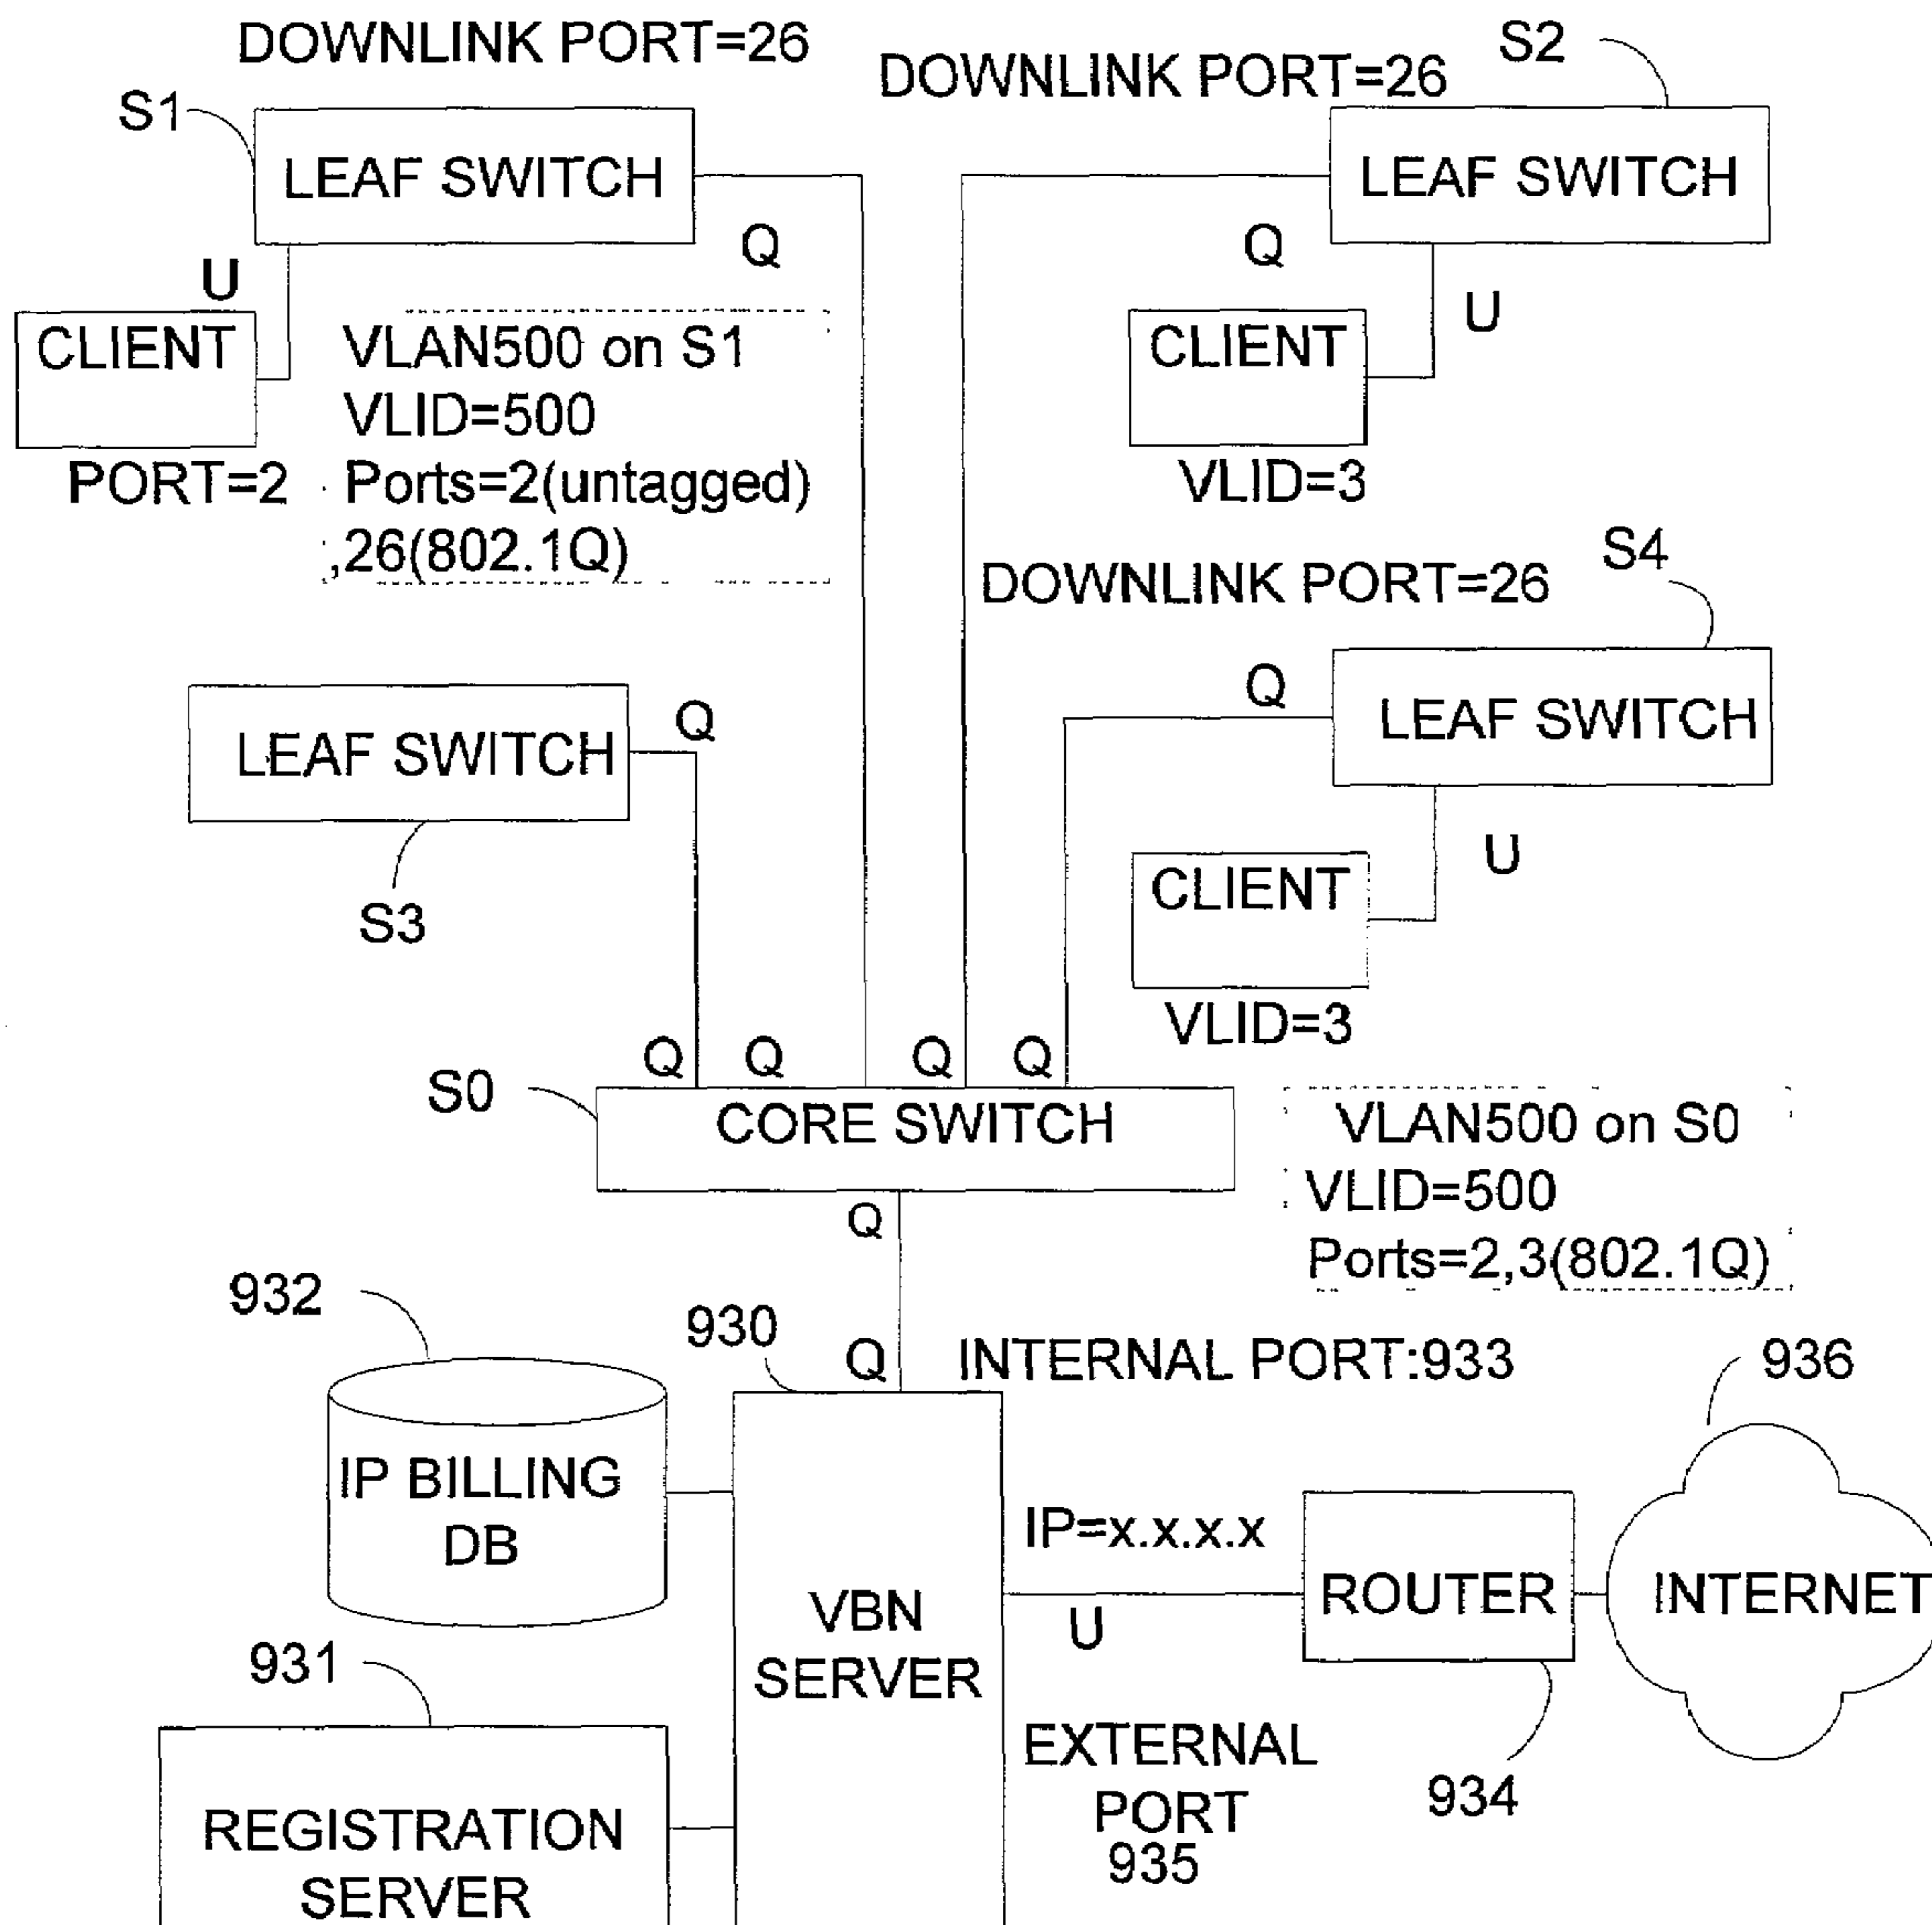 DOWNLINK PORT=26
S2
DOWNLINK PORT=26
S1
LEAF SWITCH
LEAF SWITCH
Q
Q
U
U
CLIENT
VLAN500 on S1
CLIENT
VLID=500
PORT=2
Ports=2(untagged)
VLID=3
,26(802.1Q)
S4
DOWNLINK PORT=26
Q
Q
LEAF SWITCH
LEAF SWITCH
U
CLIENT
S3
VLID=3
Q
Q
Q
Q
S0
CORE SWITCH
VLAN500 on S0
VLID=500
Q
Ports=2,3(802.1Q)
932
930
Q
INTERNAL PORT:933
936
IP BILLING
DB
IP=x.x.x.x
ROUTER
INTERNET
VBN
SERVER
U
931
EXTERNAL
PORT
935
934
REGISTRATION
SERVER